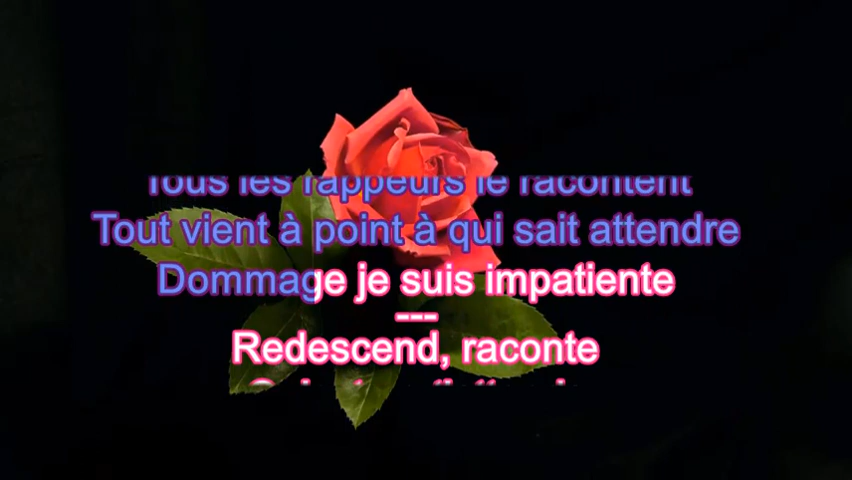 Tous les rappeurs le racontent
Tout vient à point à qui sait attendre
Dommage je suis impatiente
---
Redescend, raconte